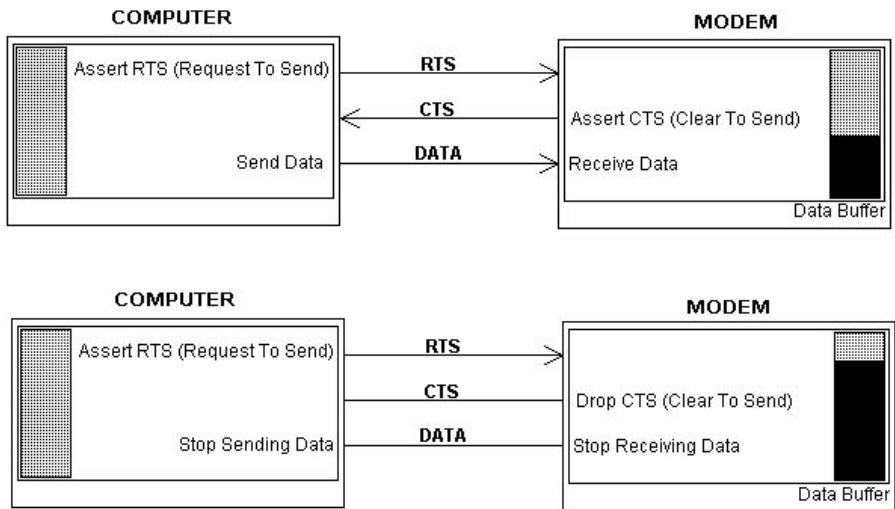 COMPUTER
MODEM
Assert RTS (Request To Send)
RTS
CTS
Assert CTS (Clear To Send)
Send Data
DATA
Receive Data
Data Buffer
COMPUTER
MODEM
Assert RTS (Request To Send)
RTS
CTS
Drop CTS (Clear To Send)
Stop Sending Data
DATA
Stop Receiving Data
Data Buffer